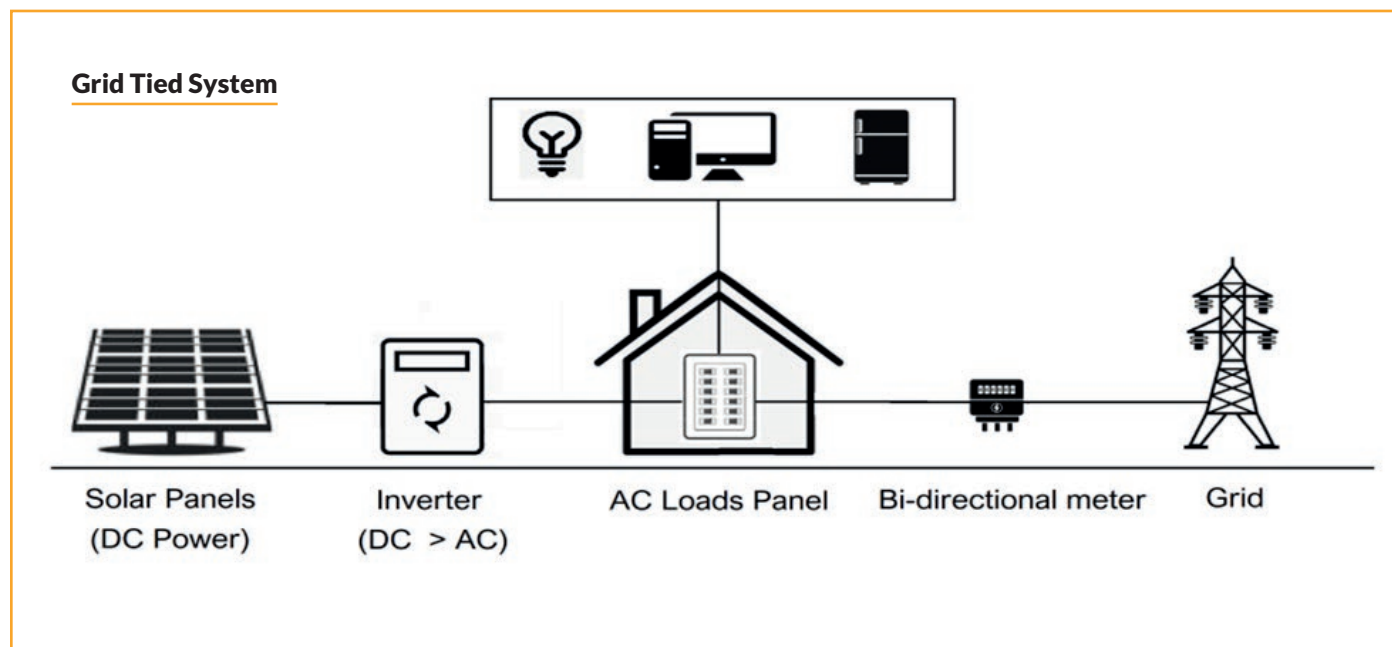 Grid Tied System
Solar Panels
(DC Power)
Inverter
(DC > AC)
AC Loads Panel
Bi-directional meter
Grid